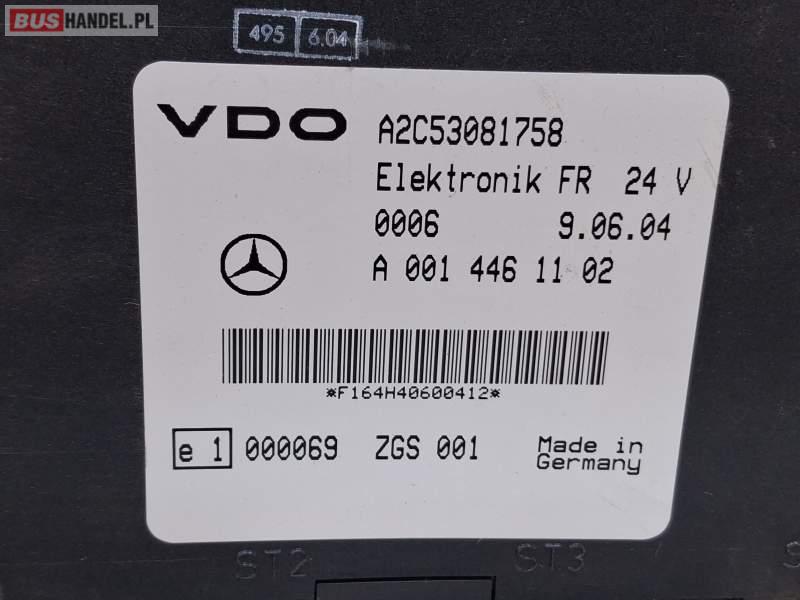 BUSHANDEL.PL
495 6.04
VDO A2C53081758
Elektronik FR 24 V
0006 9.06.04
A 001 446 11 02
*F164H40600412*
e 1 000069 ZGS 001 Made in
Germany
ST2 ST3 S